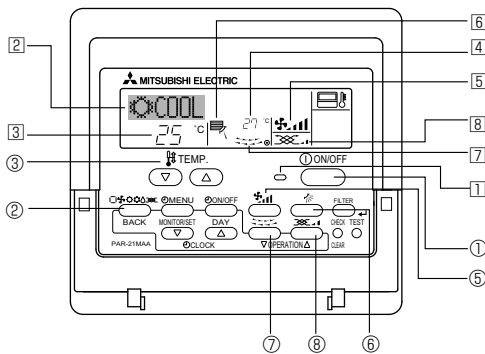 6
2
4
MITSUBISHI ELECTRIC
5
COOL
27 °C
3
25 °C
8
7
③
TEMP.
ON/OFF
1
②
MENU
ON/OFF
FILTER
BACK
MONITOR/SET
DAY
CHECK
TEST
①
PAR-21MAA
CLOCK
OPERATION
CLEAR
⑤
⑦
⑧
⑥